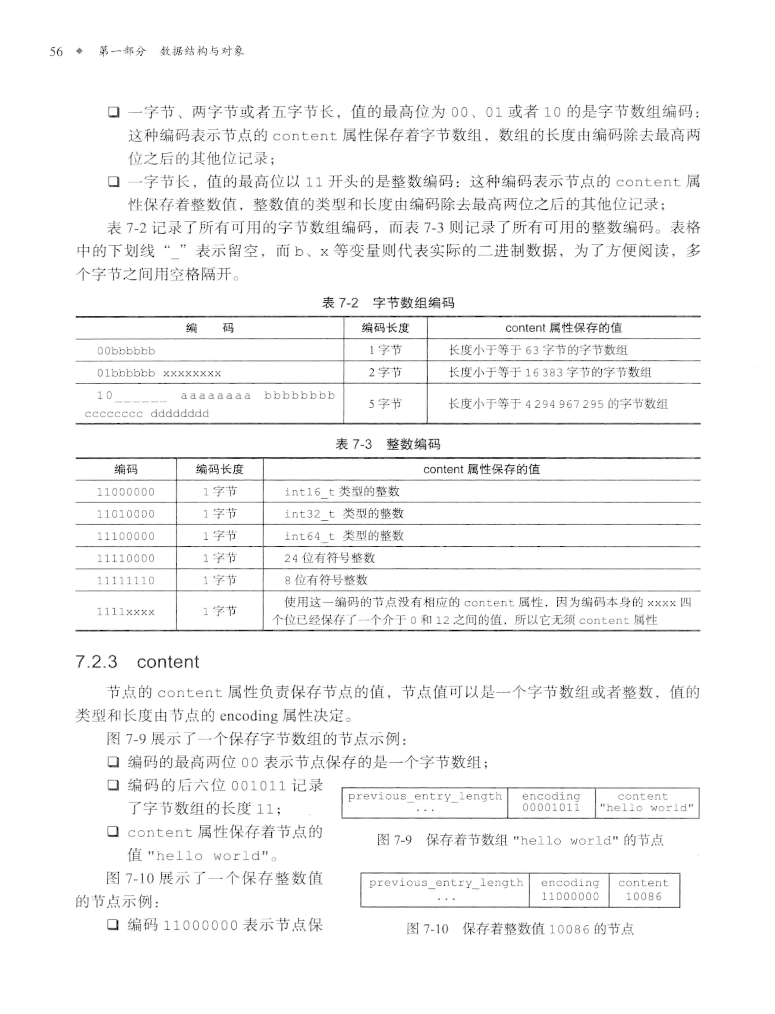 56 ◆ 第一部分 数据结构与对象
❑ 一字节、两字节或者五字节长，值的最高位为 00、01 或者 10 的是字节数组编码：
这种编码表示节点的 content 属性保存着字节数组，数组的长度由编码除去最高两
位之后的其他位记录；
❑ 一字节长，值的最高位以 11 开头的是整数编码：这种编码表示节点的 content 属
性保存着整数值，整数值的类型和长度由编码除去最高两位之后的其他位记录；
表 7-2 记录了所有可用的字节数组编码，而表 7-3 则记录了所有可用的整数编码。表格
中的下划线“_”表示留空，而 b、x 等变量则代表实际的二进制数据，为了方便阅读，多
个字节之间用空格隔开。
表 7-2 字节数组编码
编 码 编码长度 content 属性保存的值
00bbbbbb 1 字节 长度小于等于 63 字节的字节数组
01bbbbbb xxxxxxxx 2 字节 长度小于等于 16 383 字节的字节数组
10______ aaaaaaaa bbbbbbbb
cccccccc dddddddd 5 字节 长度小于等于 4 294 967 295 的字节数组
表 7-3 整数编码
编码 编码长度 content 属性保存的值
11000000 1 字节 int16_t 类型的整数
11010000 1 字节 int32_t 类型的整数
11100000 1 字节 int64_t 类型的整数
11110000 1 字节 24 位有符号整数
11111110 1 字节 8 位有符号整数
1111xxxx 1 字节 使用这一编码的节点没有相应的 content 属性，因为编码本身的 xxxx 四
个位已经保存了一个介于 0 和 12 之间的值，所以它无须 content 属性
7.2.3 content
节点的 content 属性负责保存节点的值，节点值可以是一个字节数组或者整数，值的
类型和长度由节点的 encoding 属性决定。
图 7-9 展示了一个保存字节数组的节点示例：
❑ 编码的最高两位 00 表示节点保存的是一个字节数组；
❑ 编码的后六位 001011 记录
了字节数组的长度 11；
❑ content 属性保存着节点的
值 "hello world"。
previous_entry_length encoding content
... 00001011 "hello world"
图 7-9 保存着节数组 "hello world" 的节点
图 7-10 展示了一个保存整数值
的节点示例：
❑ 编码 11000000 表示节点保
previous_entry_length encoding content
... 11000000 10086
图 7-10 保存着整数值 10086 的节点